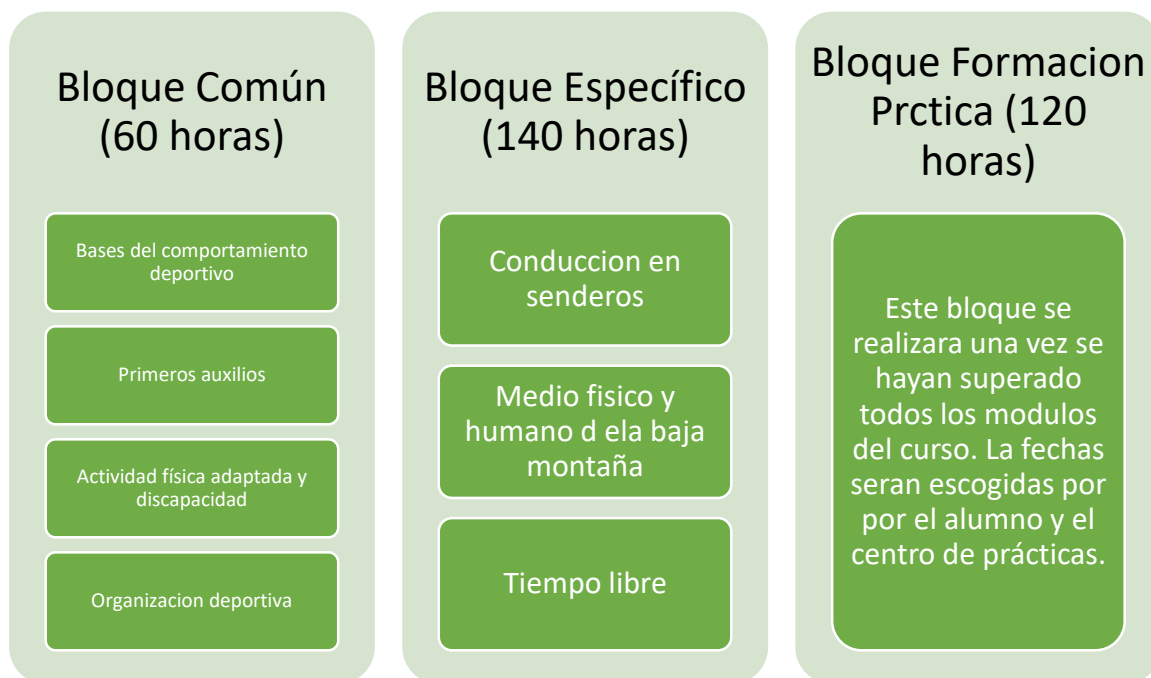 Bloque Común
(60 horas)
Bases del comportamiento
deportivo
Primeros auxilios
Actividad física adaptada y
discapacidad
Organizacion deportiva
Bloque Específico
(140 horas)
Conduccion en
senderos
Medio fisico y
humano d ela baja
montaña
Tiempo libre
Bloque Formacion
Prctica (120
horas)
Este bloque se
realizara una vez se
hayan superado
todos los modulos
del curso. La fechas
seran escogidas por
por el alumno y el
centro de prácticas.